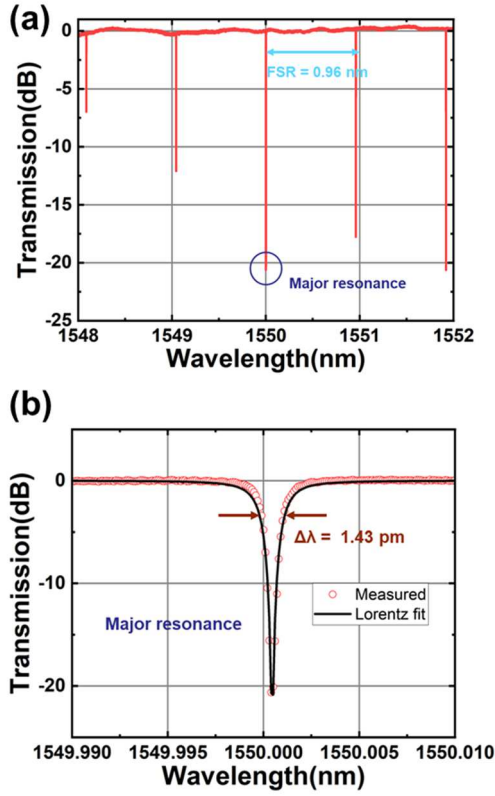 (a)
0
-5
-10
-15
-20
-25
Transmission(dB)
FSR = 0.96 nm
Major resonance
1548 1549 1550 1551 1552
Wavelength(nm)
(b)
0
-10
-20
Transmission(dB)
Δλ = 1.43 pm
Measured
Lorentz fit
Major resonance
1549.990 1549.995 1550.000 1550.005 1550.010
Wavelength(nm)